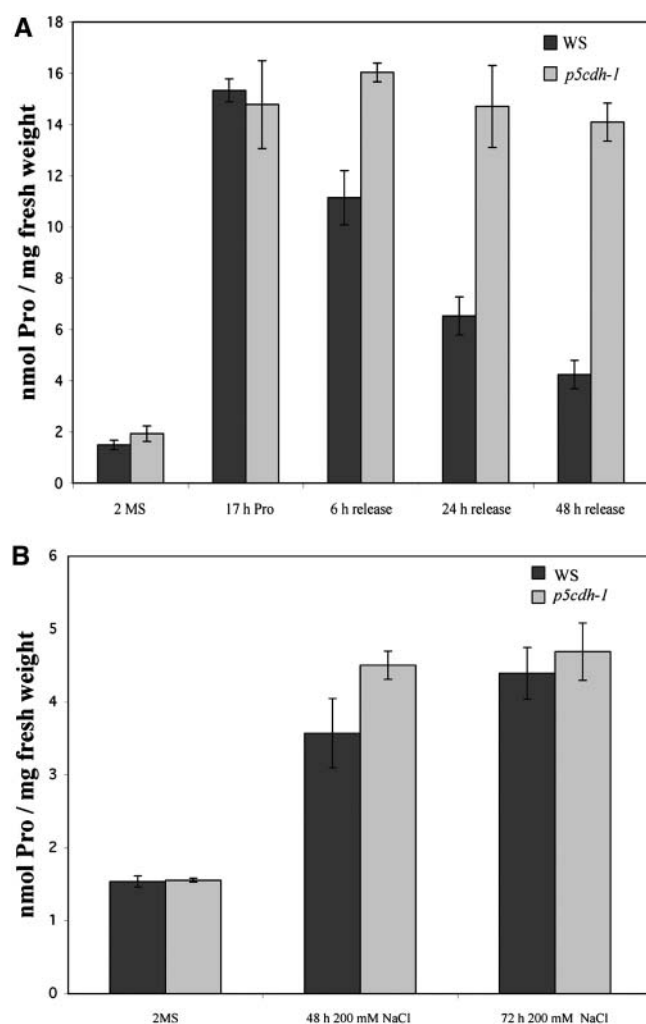 A
nmol Pro / mg fresh weight
18
16
14
12
10
8
6
4
2
0
WS
p5cdh-1
2 MS
17 h Pro
6 h release
24 h release
48 h release
B
nmol Pro / mg fresh weight
6
5
4
3
2
1
0
WS
p5cdh-1
2MS
48 h 200 mM NaCl
72 h 200 mM NaCl